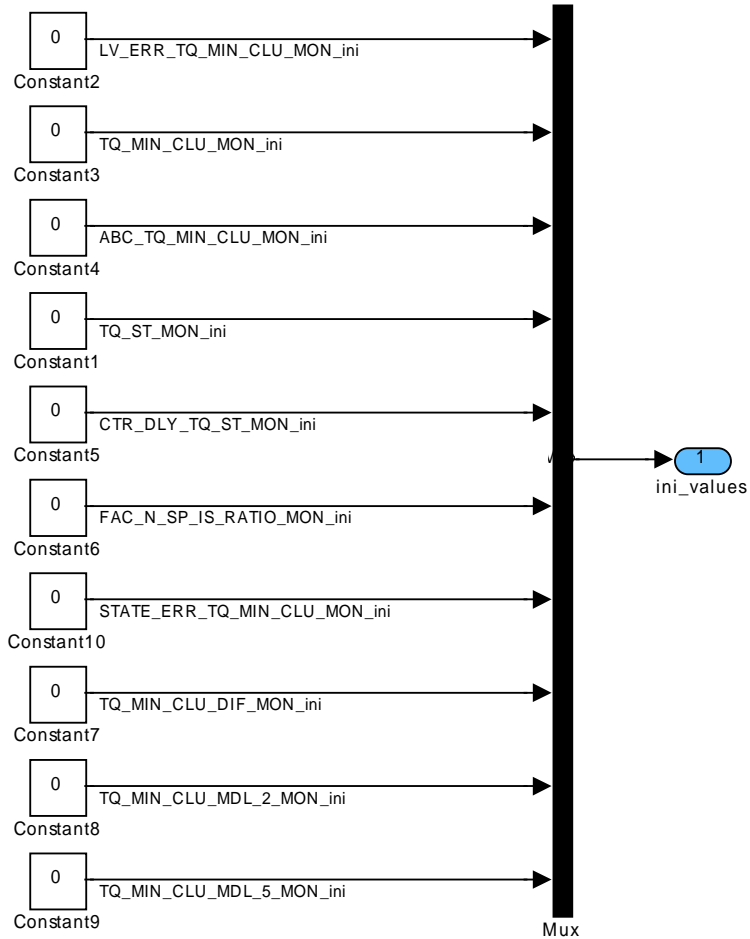 0
LV_ERR_TQ_MIN_CLU_MON_ini
Constant2
0
TQ_MIN_CLU_MON_ini
Constant3
0
ABC_TQ_MIN_CLU_MON_ini
Constant4
0
TQ_ST_MON_ini
Constant1
0
CTR_DLY_TQ_ST_MON_ini
Constant5
1
ini_values
0
FAC_N_SP_IS_RATIO_MON_ini
Constant6
0
STATE_ERR_TQ_MIN_CLU_MON_ini
Constant10
0
TQ_MIN_CLU_DIF_MON_ini
Constant7
0
TQ_MIN_CLU_MDL_2_MON_ini
Constant8
0
TQ_MIN_CLU_MDL_5_MON_ini
Constant9
Mux